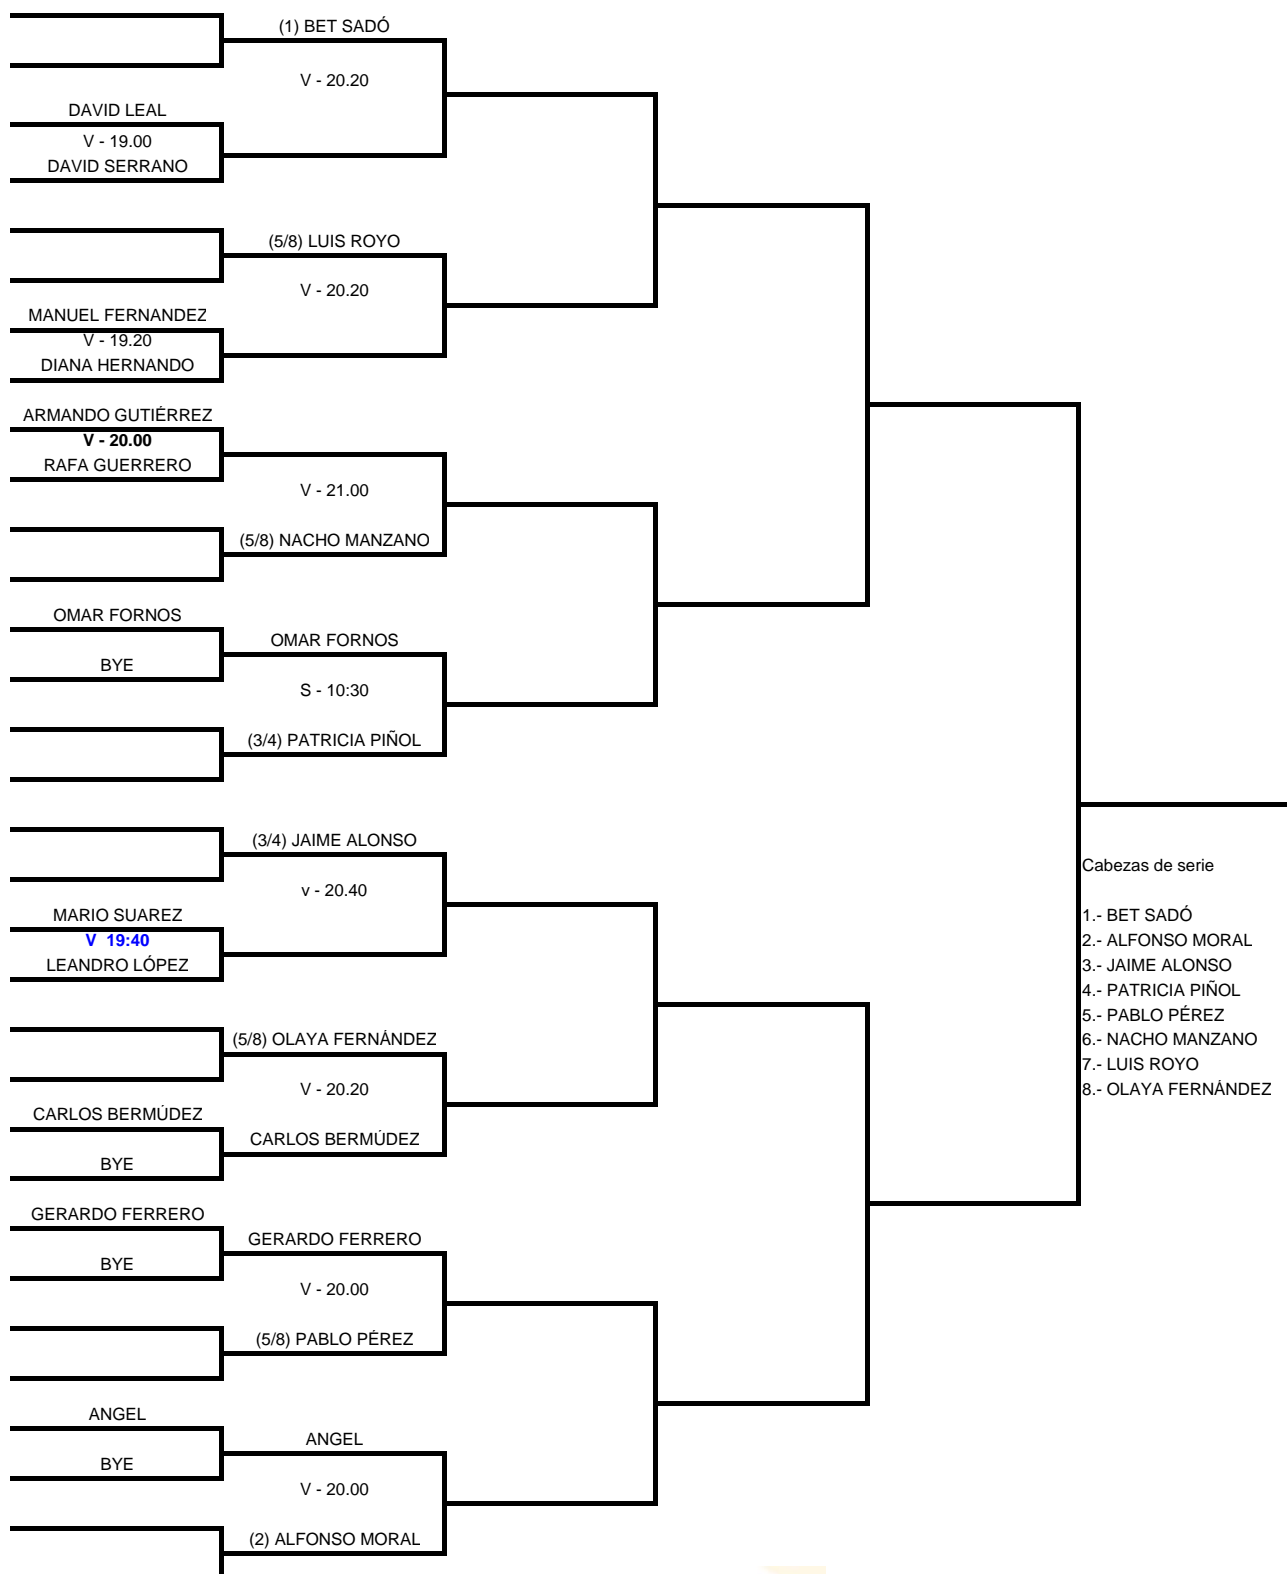 (1) BET SADÓ
V - 20.20
DAVID LEAL
V - 19.00
DAVID SERRANO
(5/8) LUIS ROYO
V - 20.20
MANUEL FERNANDEZ
V - 19.20
DIANA HERNANDO
ARMANDO GUTIÉRREZ
V - 20.00
RAFA GUERRERO
V - 21.00
(5/8) NACHO MANZANO
OMAR FORNOS
OMAR FORNOS
BYE
S - 10:30
(3/4) PATRICIA PIÑOL
(3/4) JAIME ALONSO
v - 20.40
MARIO SUAREZ
V  19:40
LEANDRO LÓPEZ
(5/8) OLAYA FERNÁNDEZ
V - 20.20
CARLOS BERMÚDEZ
CARLOS BERMÚDEZ
BYE
GERARDO FERRERO
GERARDO FERRERO
BYE
V - 20.00
(5/8) PABLO PÉREZ
ANGEL
ANGEL
BYE
V - 20.00
(2) ALFONSO MORAL
Cabezas de serie
1.- BET SADÓ
2.- ALFONSO MORAL
3.- JAIME ALONSO
4.- PATRICIA PIÑOL
5.- PABLO PÉREZ
6.- NACHO MANZANO
7.- LUIS ROYO
8.- OLAYA FERNÁNDEZ